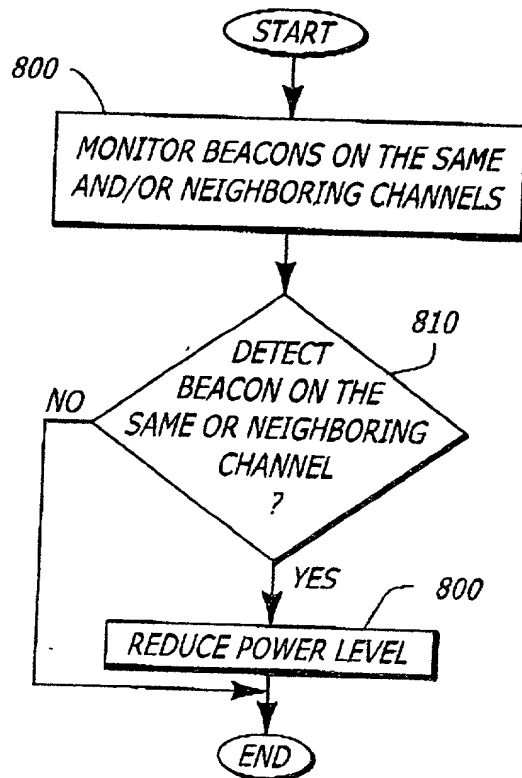 START
800
MONITOR BEACONS ON THE SAME
AND/OR NEIGHBORING CHANNELS
810
DETECT
BEACON ON THE
SAME OR NEIGHBORING
CHANNEL
?
NO
YES
800
REDUCE POWER LEVEL
END